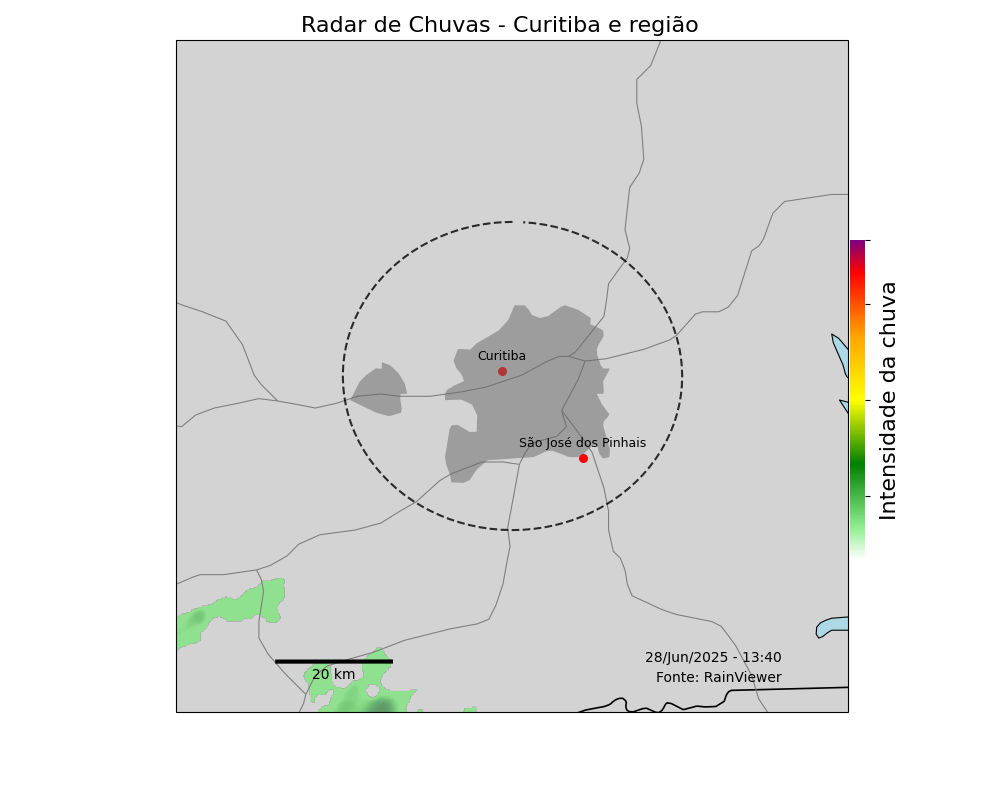 Radar de Chuvas - Curitiba e região
Curitiba
São José dos Pinhais
Intensidade da chuva
20 km
28/Jun/2025 - 13:40
Fonte: RainViewer